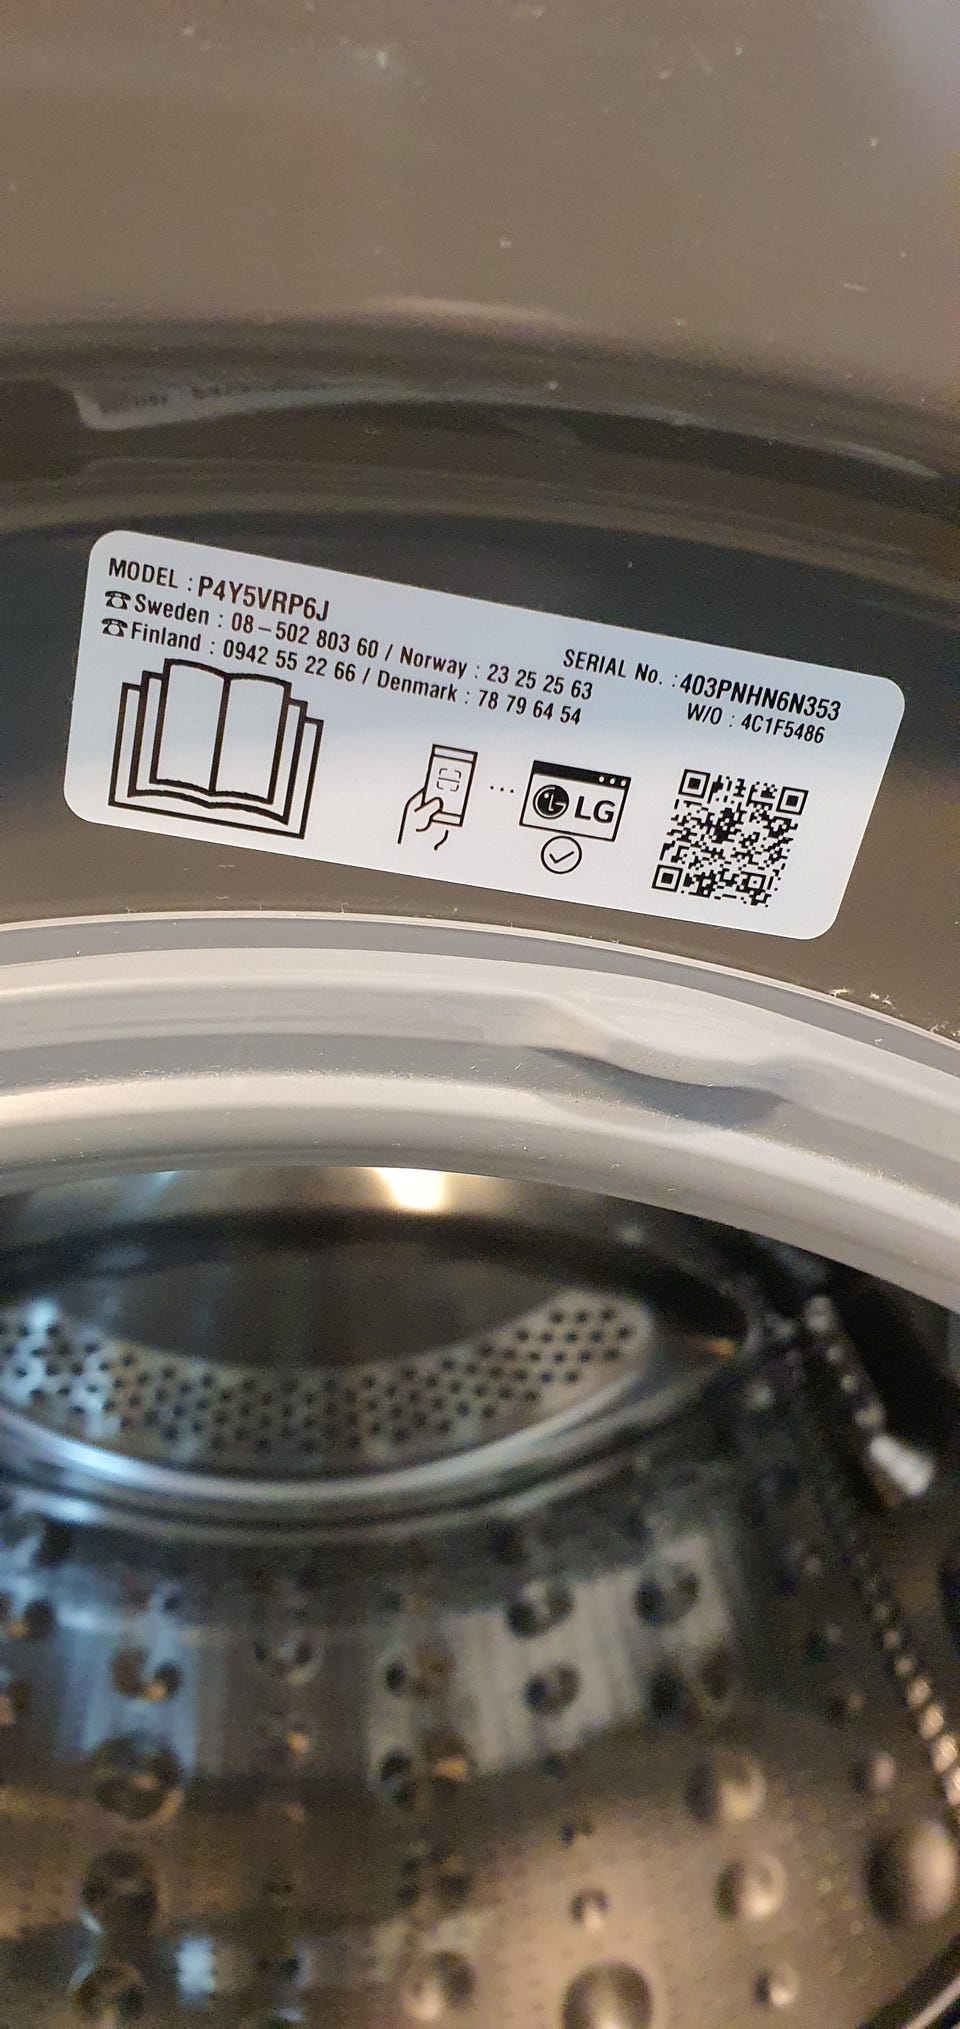 MODEL : P4Y5VRP6J
☎Sweden : 08-502 803 60 / Norway : 23 25 25 63
☎Finland : 0942 55 22 66 / Denmark : 78 79 64 54
SERIAL No. : 403PNHN6N353
W/O : 4C1F5486
LG